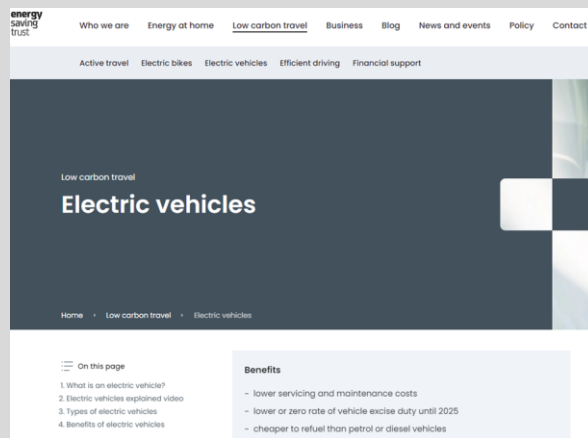 energy
saving
trust
Who we are Energy at home Low carbon travel Business Blog News and events Policy Contact
Active travel Electric bikes Electric vehicles Efficient driving Financial support
Low carbon travel
Electric vehicles
Home › Low carbon travel › Electric vehicles
On this page
1. What is an electric vehicle?
2. Electric vehicles explained video
3. Types of electric vehicles
4. Benefits of electric vehicles
Benefits
- lower servicing and maintenance costs
- lower or zero rate of vehicle excise duty until 2025
- cheaper to refuel than petrol or diesel vehicles